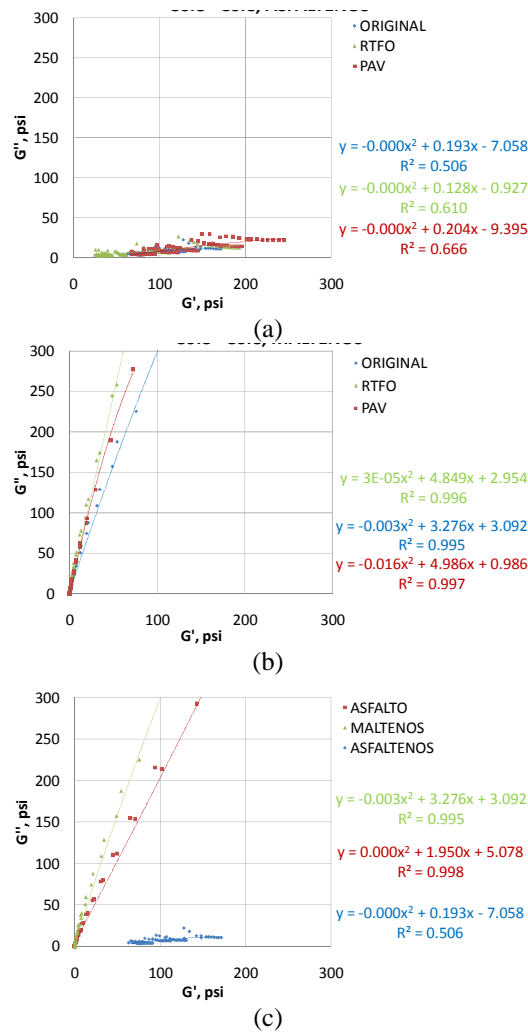 300
ORIGINAL
RTFO
PAV
250
200
150
100
50
0
G'', psi
y = -0.000x² + 0.193x - 7.058
R² = 0.506
y = -0.000x² + 0.128x - 0.927
R² = 0.610
y = -0.000x² + 0.204x - 9.395
R² = 0.666
0 100 200 300
G', psi
(a)
300
ORIGINAL
RTFO
PAV
250
200
150
100
50
0
G'', psi
y = 3E-05x² + 4.849x + 2.954
R² = 0.996
y = -0.003x² + 3.276x + 3.092
R² = 0.995
y = -0.016x² + 4.986x + 0.986
R² = 0.997
0 100 200 300
G', psi
(b)
300
ASFALTO
MALTENOS
ASFALTENOS
250
200
150
100
50
0
G'', psi
y = -0.003x² + 3.276x + 3.092
R² = 0.995
y = 0.000x² + 1.950x + 5.078
R² = 0.998
y = -0.000x² + 0.193x - 7.058
R² = 0.506
0 100 200 300
G', psi
(c)